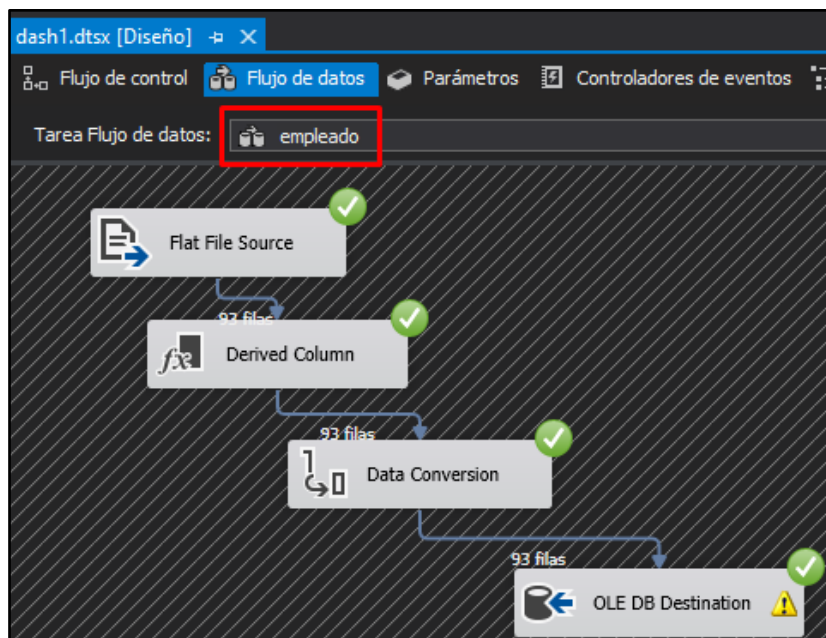 dash1.dtsx [Diseño]
Flujo de control Flujo de datos Parámetros Controladores de eventos
Tarea Flujo de datos: empleado
Flat File Source
93 filas
fx Derived Column
93 filas
Data Conversion
93 filas
OLE DB Destination